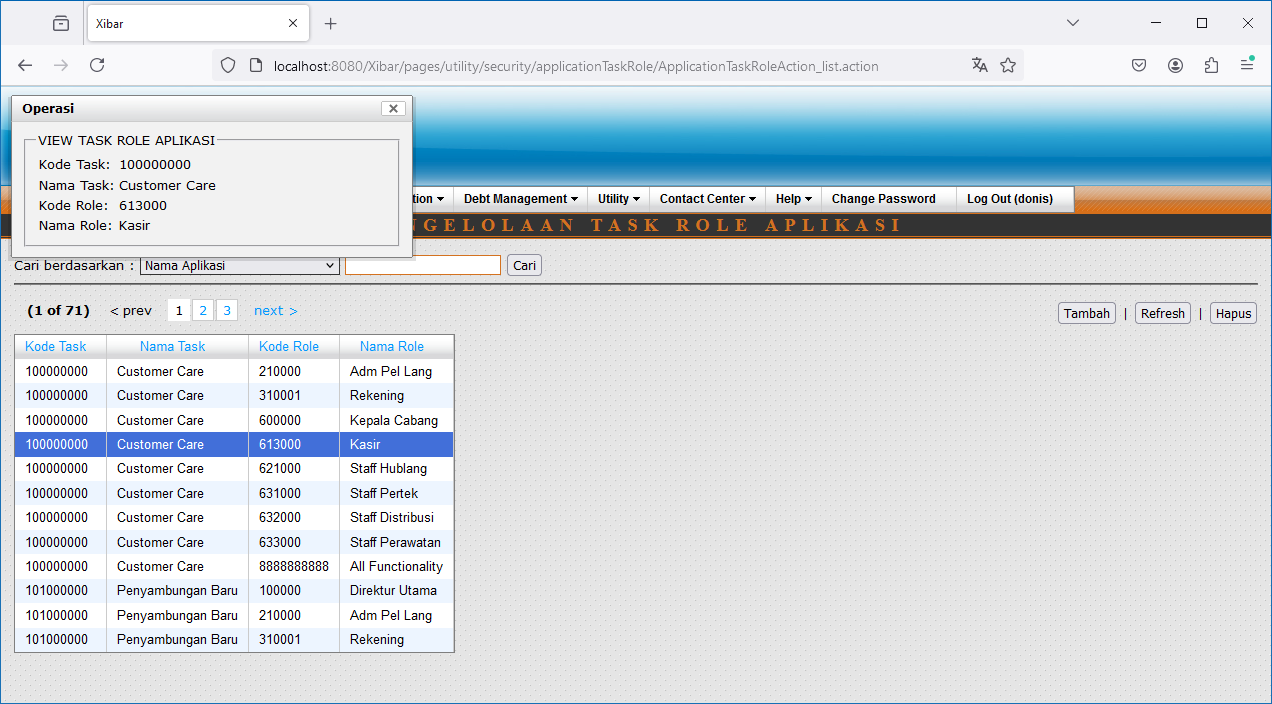 Xibar
localhost:8080/Xibar/pages/utility/security/applicationTaskRole/ApplicationTaskRoleAction_list.action
Operasi
VIEW TASK ROLE APLIKASI
Kode Task: 100000000
Nama Task: Customer Care
Kode Role: 613000
Nama Role: Kasir
tion Debt Management Utility Contact Center Help Change Password Log Out (donis)
NGELOLAAN TASK ROLE APLIKASI
Cari berdasarkan : Nama Aplikasi Cari
(1 of 71) < prev 1 2 3 next > Tambah | Refresh | Hapus
Kode Task Nama Task Kode Role Nama Role
100000000 Customer Care 210000 Adm Pel Lang
100000000 Customer Care 310001 Rekening
100000000 Customer Care 600000 Kepala Cabang
100000000 Customer Care 613000 Kasir
100000000 Customer Care 621000 Staff Hublang
100000000 Customer Care 631000 Staff Pertek
100000000 Customer Care 632000 Staff Distribusi
100000000 Customer Care 633000 Staff Perawatan
100000000 Customer Care 8888888888 All Functionality
101000000 Penyambungan Baru 100000 Direktur Utama
101000000 Penyambungan Baru 210000 Adm Pel Lang
101000000 Penyambungan Baru 310001 Rekening